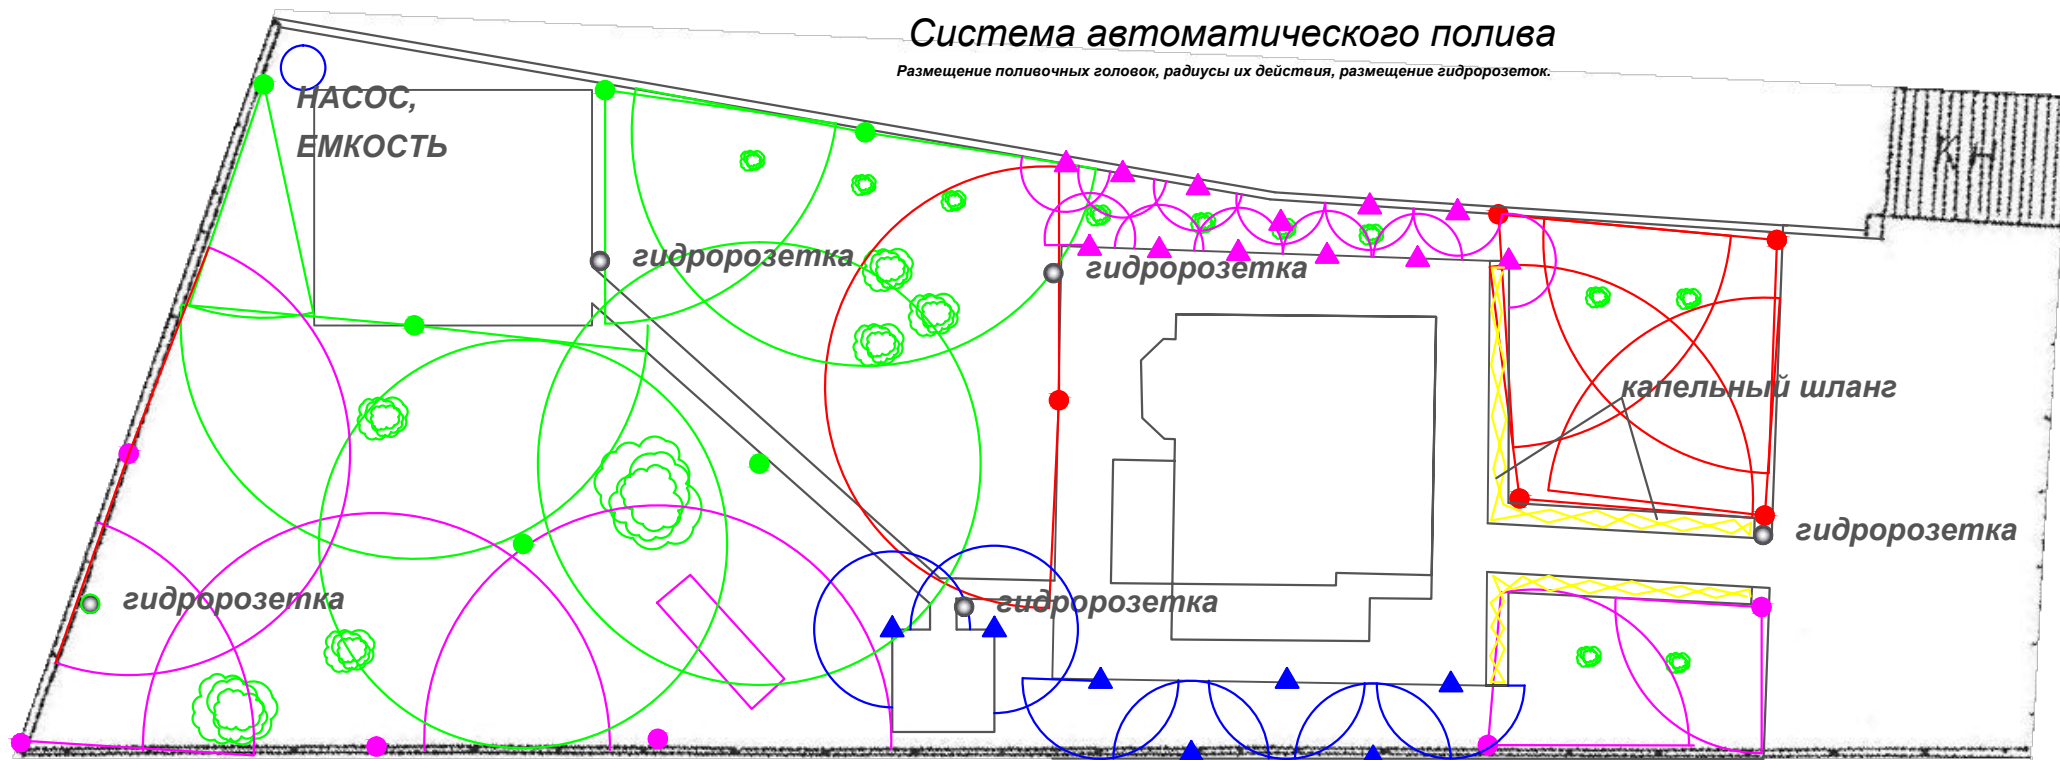 Система автоматического полива
Размещение поливочных головок, радиусы их действия, размещение гидророзеток.
НАСОС,
ЕМКОСТЬ
КН
гидророзетка
гидророзетка
капельный шланг
гидророзетка
гидророзетка
гидророзетка